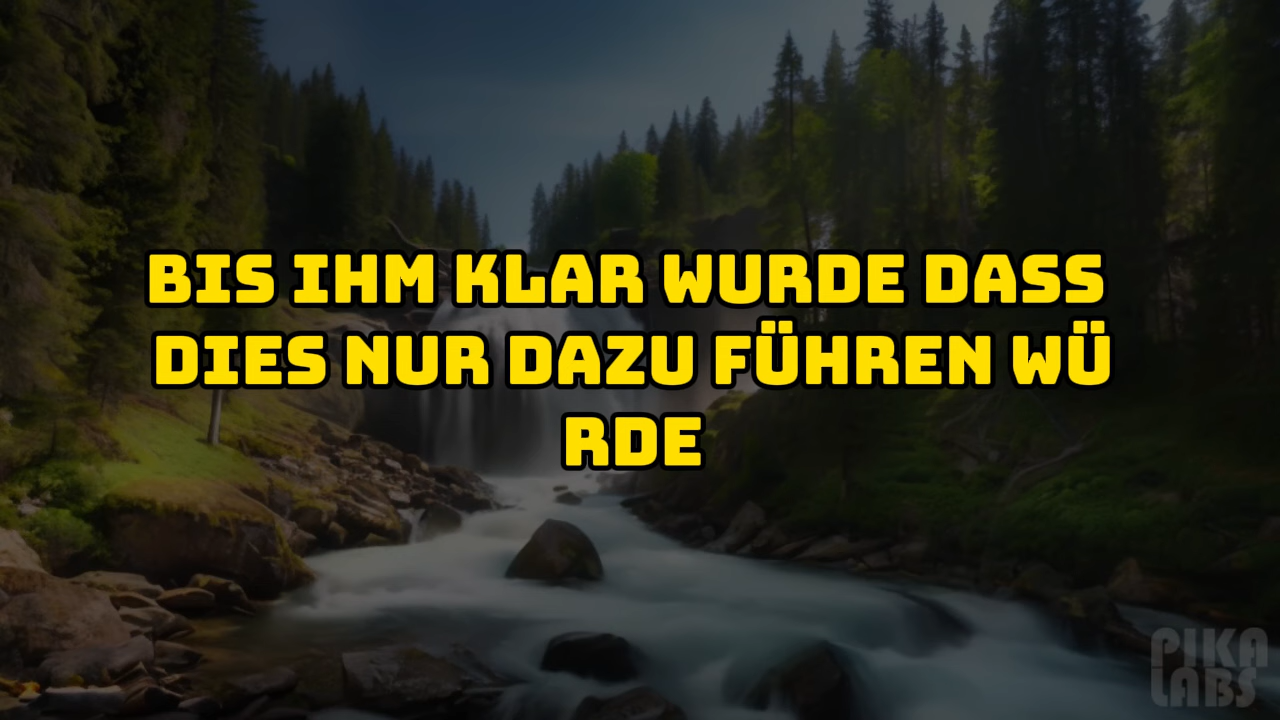 BIS IHM KLAR WURDE DASS
DIES NUR DAZU FÜHREN WÜ
RDE
PIKA
LABS